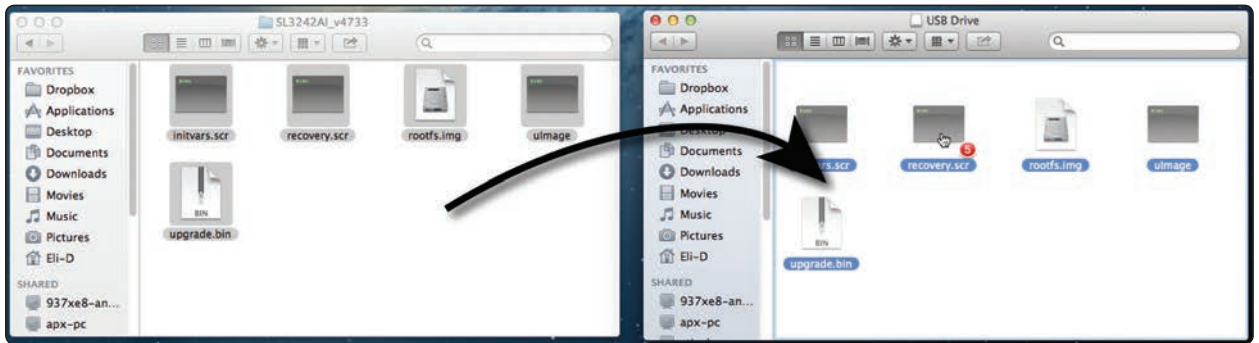 SL3242AI_v4733
FAVORITES
Dropbox
Applications
Desktop
Documents
Downloads
Movies
Music
Pictures
Eli-D
SHARED
937xe8-an...
apx-pc
initvars.scr
recovery.scr
rootfs.img
uImage
BIN
upgrade.bin
USB Drive
FAVORITES
Dropbox
Applications
Desktop
Documents
Downloads
Movies
Music
Pictures
Eli-D
SHARED
937xe8-an...
apx-pc
recovery.scr
5
rootfs.img
uImage
BIN
upgrade.bin